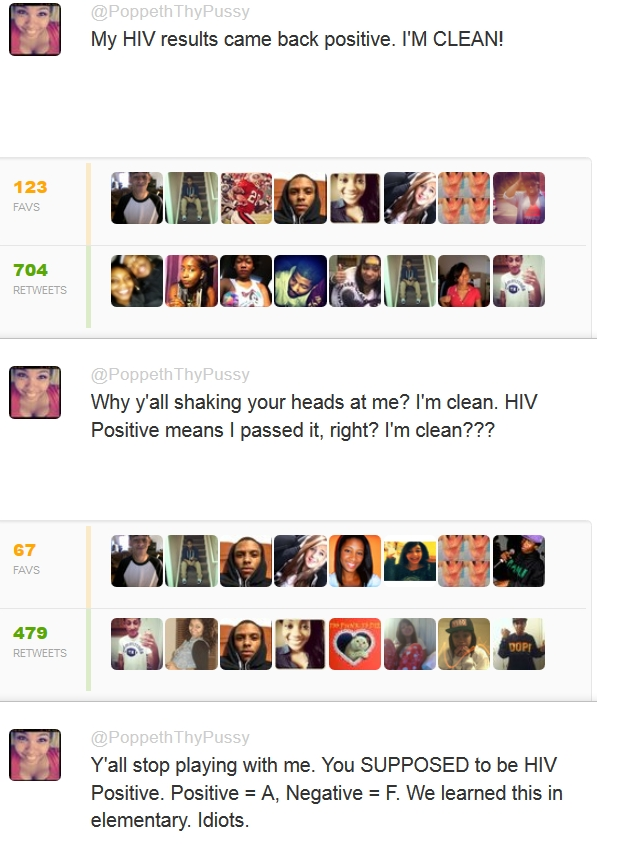 @PoppethThyPussy
My HIV results came back positive. I'M CLEAN!
123
FAVS
704
RETWEETS
@PoppethThyPussy
Why y'all shaking your heads at me? I'm clean. HIV
Positive means I passed it, right? I'm clean???
67
FAVS
479
RETWEETS
DOPE
@PoppethThyPussy
Y'all stop playing with me. You SUPPOSED to be HIV
Positive. Positive = A, Negative = F. We learned this in
elementary. Idiots.